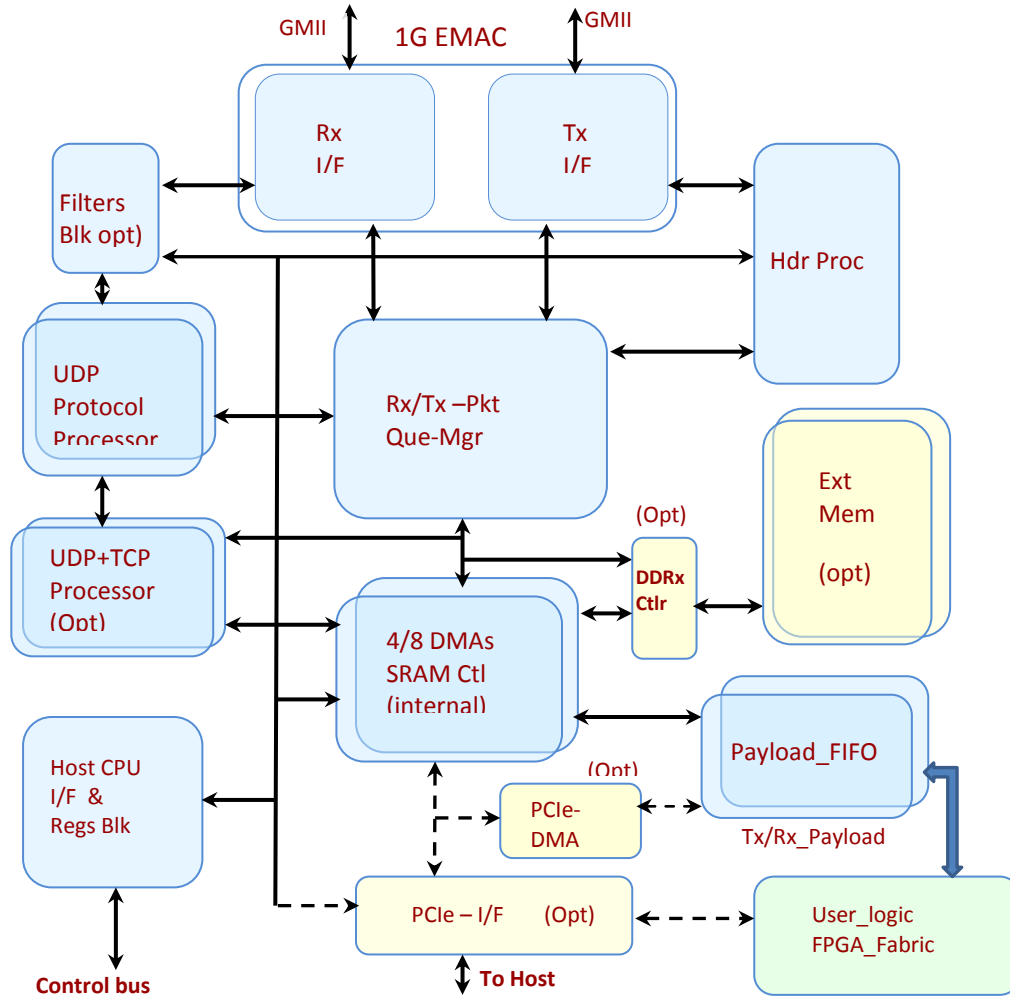 GMII
GMII
1G EMAC
Rx
I/F
Tx
I/F
Filters
Blk opt)
Hdr Proc
UDP
Protocol
Processor
Rx/Tx –Pkt
Que-Mgr
Ext
Mem
(opt)
(Opt)
DDRx
Ctlr
UDP+TCP
Processor
(Opt)
4/8 DMAs
SRAM Ctl
(internal)
Payload_FIFO
Tx/Rx_Payload
Host CPU
I/F &
Regs Blk
(Opt)
PCIe-
DMA
PCIe – I/F (Opt)
User_logic
FPGA_Fabric
Control bus
To Host